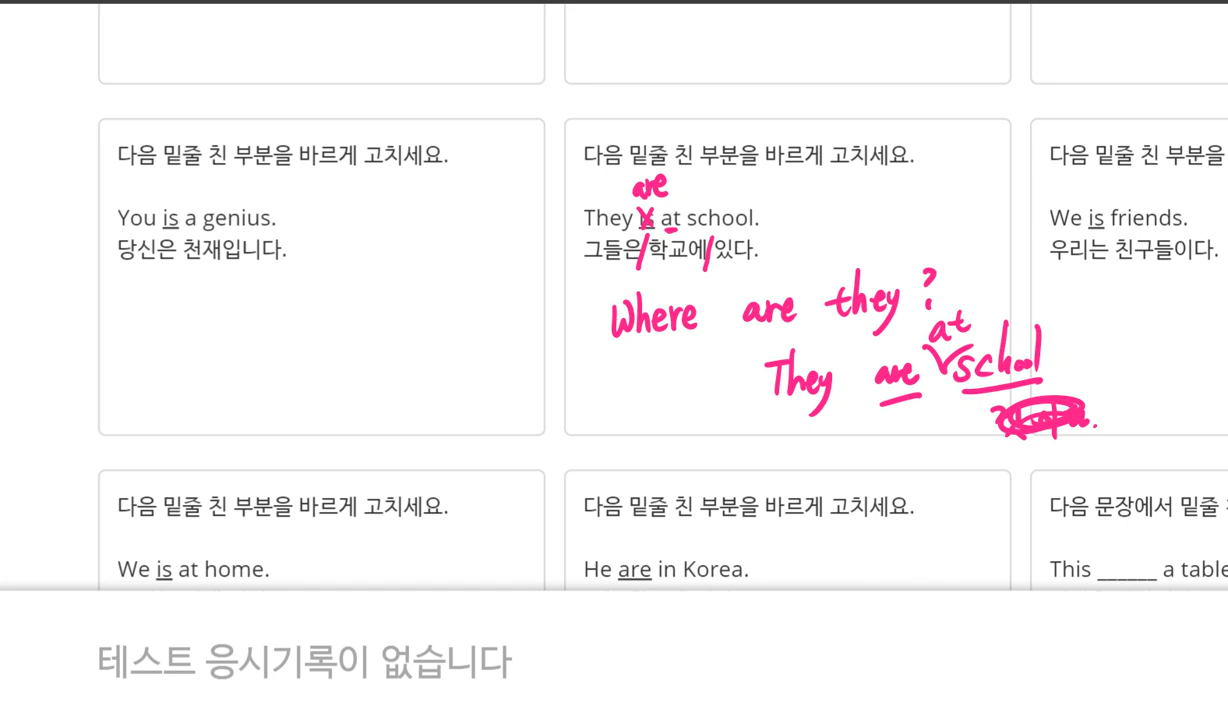 다음 밑줄 친 부분을 바르게 고치세요.
You is a genius.
당신은 천재입니다.
다음 밑줄 친 부분을 바르게 고치세요.
are
They is at school.
그들은 학교에 있다.
Where are they?
at
They are school
다음 밑줄 친 부분을
We is friends.
우리는 친구들이다.
다음 밑줄 친 부분을 바르게 고치세요.
We is at home.
다음 밑줄 친 부분을 바르게 고치세요.
He are in Korea.
다음 문장에서 밑줄
This ______ a table
테스트 응시기록이 없습니다